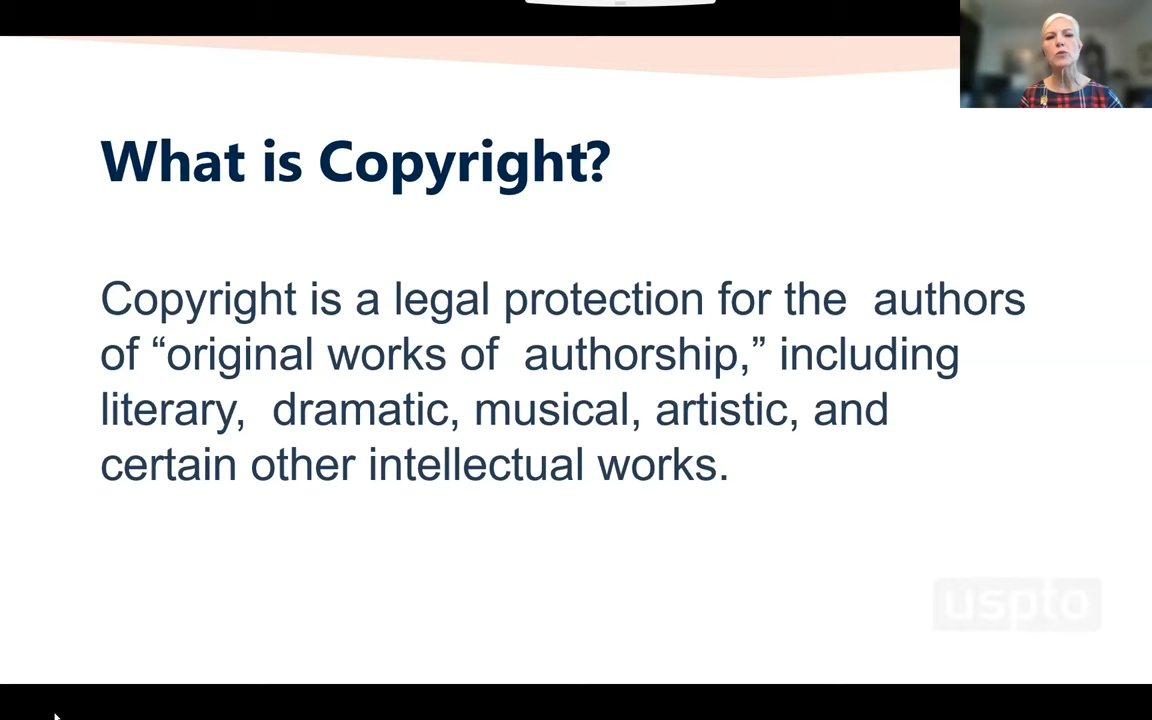 What is Copyright?
Copyright is a legal protection for the  authors
of “original works of  authorship,” including
literary,  dramatic, musical, artistic, and
certain other intellectual works.
uspto